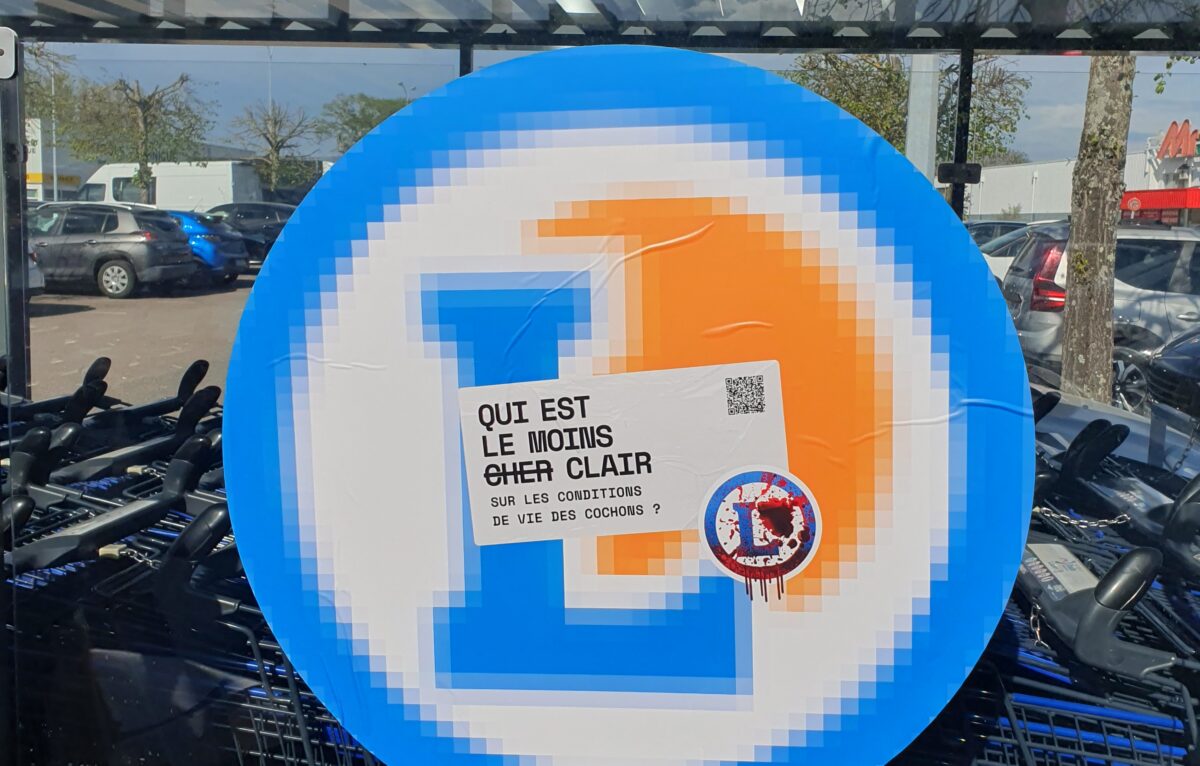 QUI EST
LE MOINS
CHER CLAIR
SUR LES CONDITIONS
DE VIE DES COCHONS ?
L
L